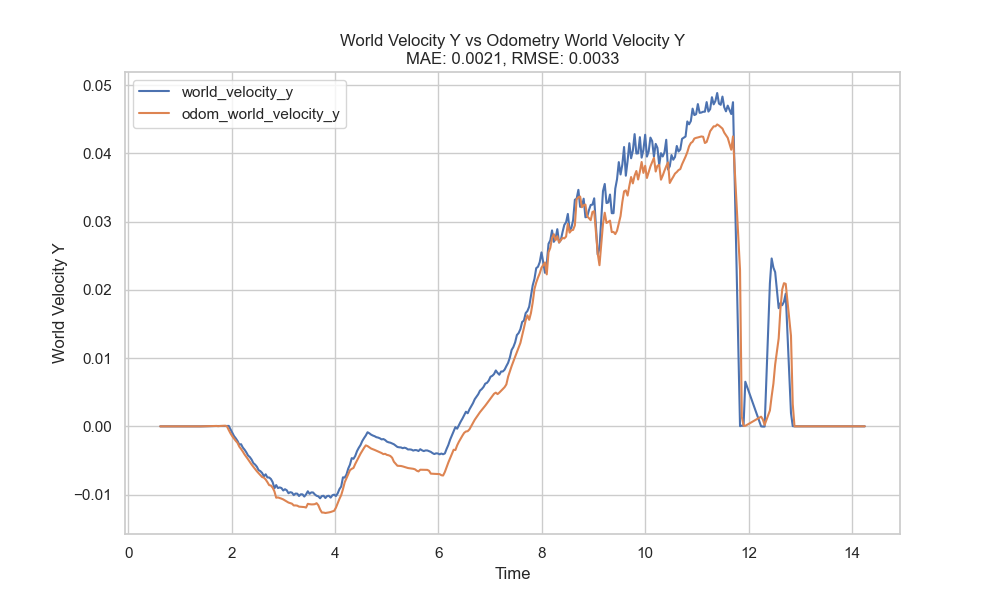 World Velocity Y vs Odometry World Velocity Y
MAE: 0.0021, RMSE: 0.0033
world_velocity_y
odom_world_velocity_y
0.05
0.04
0.03
0.02
0.01
0.00
−0.01
World Velocity Y
0 2 4 6 8 10 12 14
Time